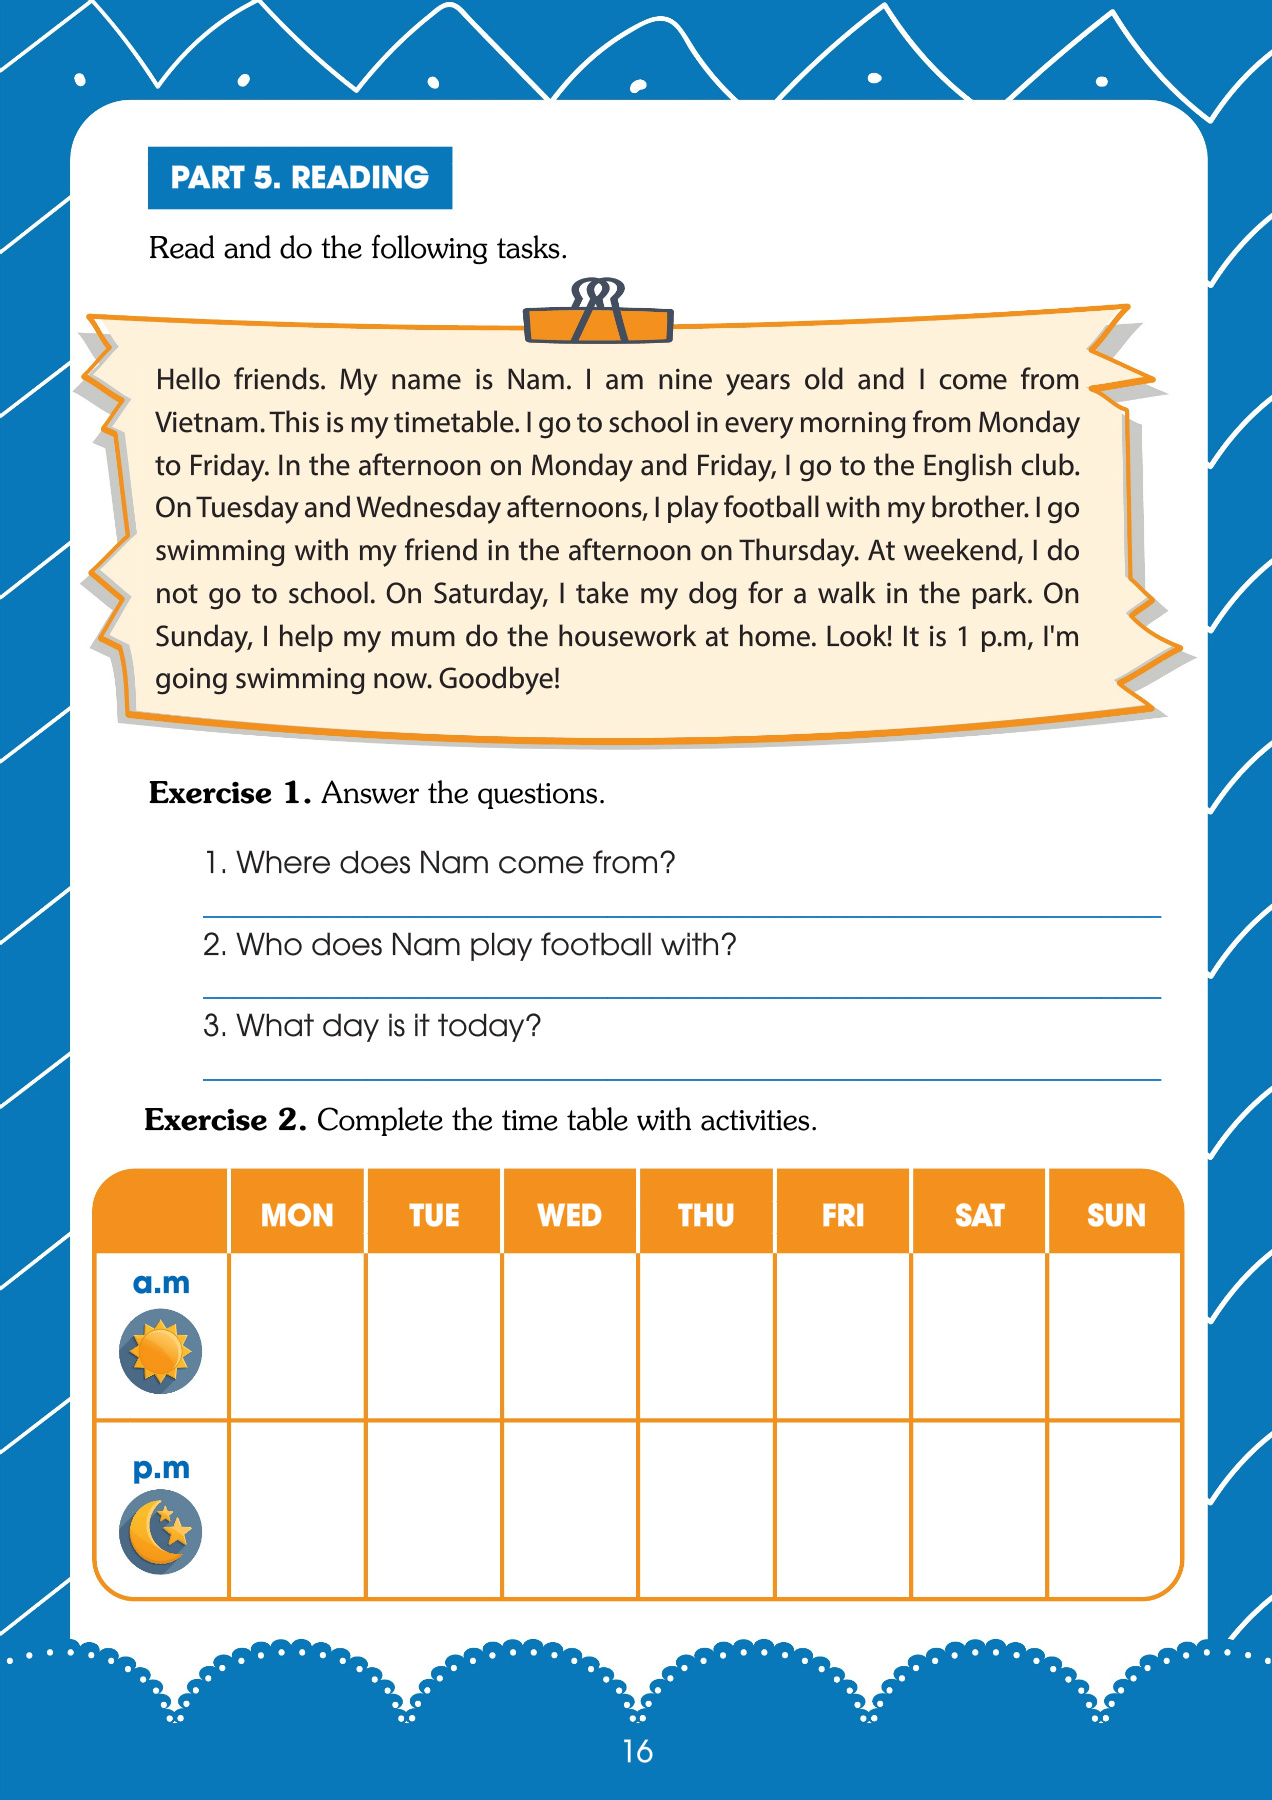 PART 5. READING
Read and do the following tasks.
Hello friends. My name is Nam. I am nine years old and I come from
Vietnam. This is my timetable. I go to school in every morning from Monday
to Friday. In the afternoon on Monday and Friday, I go to the English club.
On Tuesday and Wednesday afternoons, I play football with my brother. I go
swimming with my friend in the afternoon on Thursday. At weekend, I do
not go to school. On Saturday, I take my dog for a walk in the park. On
Sunday, I help my mum do the housework at home. Look! It is 1 p.m, I'm
going swimming now. Goodbye!
Exercise 1. Answer the questions.
1. Where does Nam come from?
2. Who does Nam play football with?
3. What day is it today?
Exercise 2. Complete the time table with activities.
MON TUE WED THU FRI SAT SUN
a.m
p.m
16